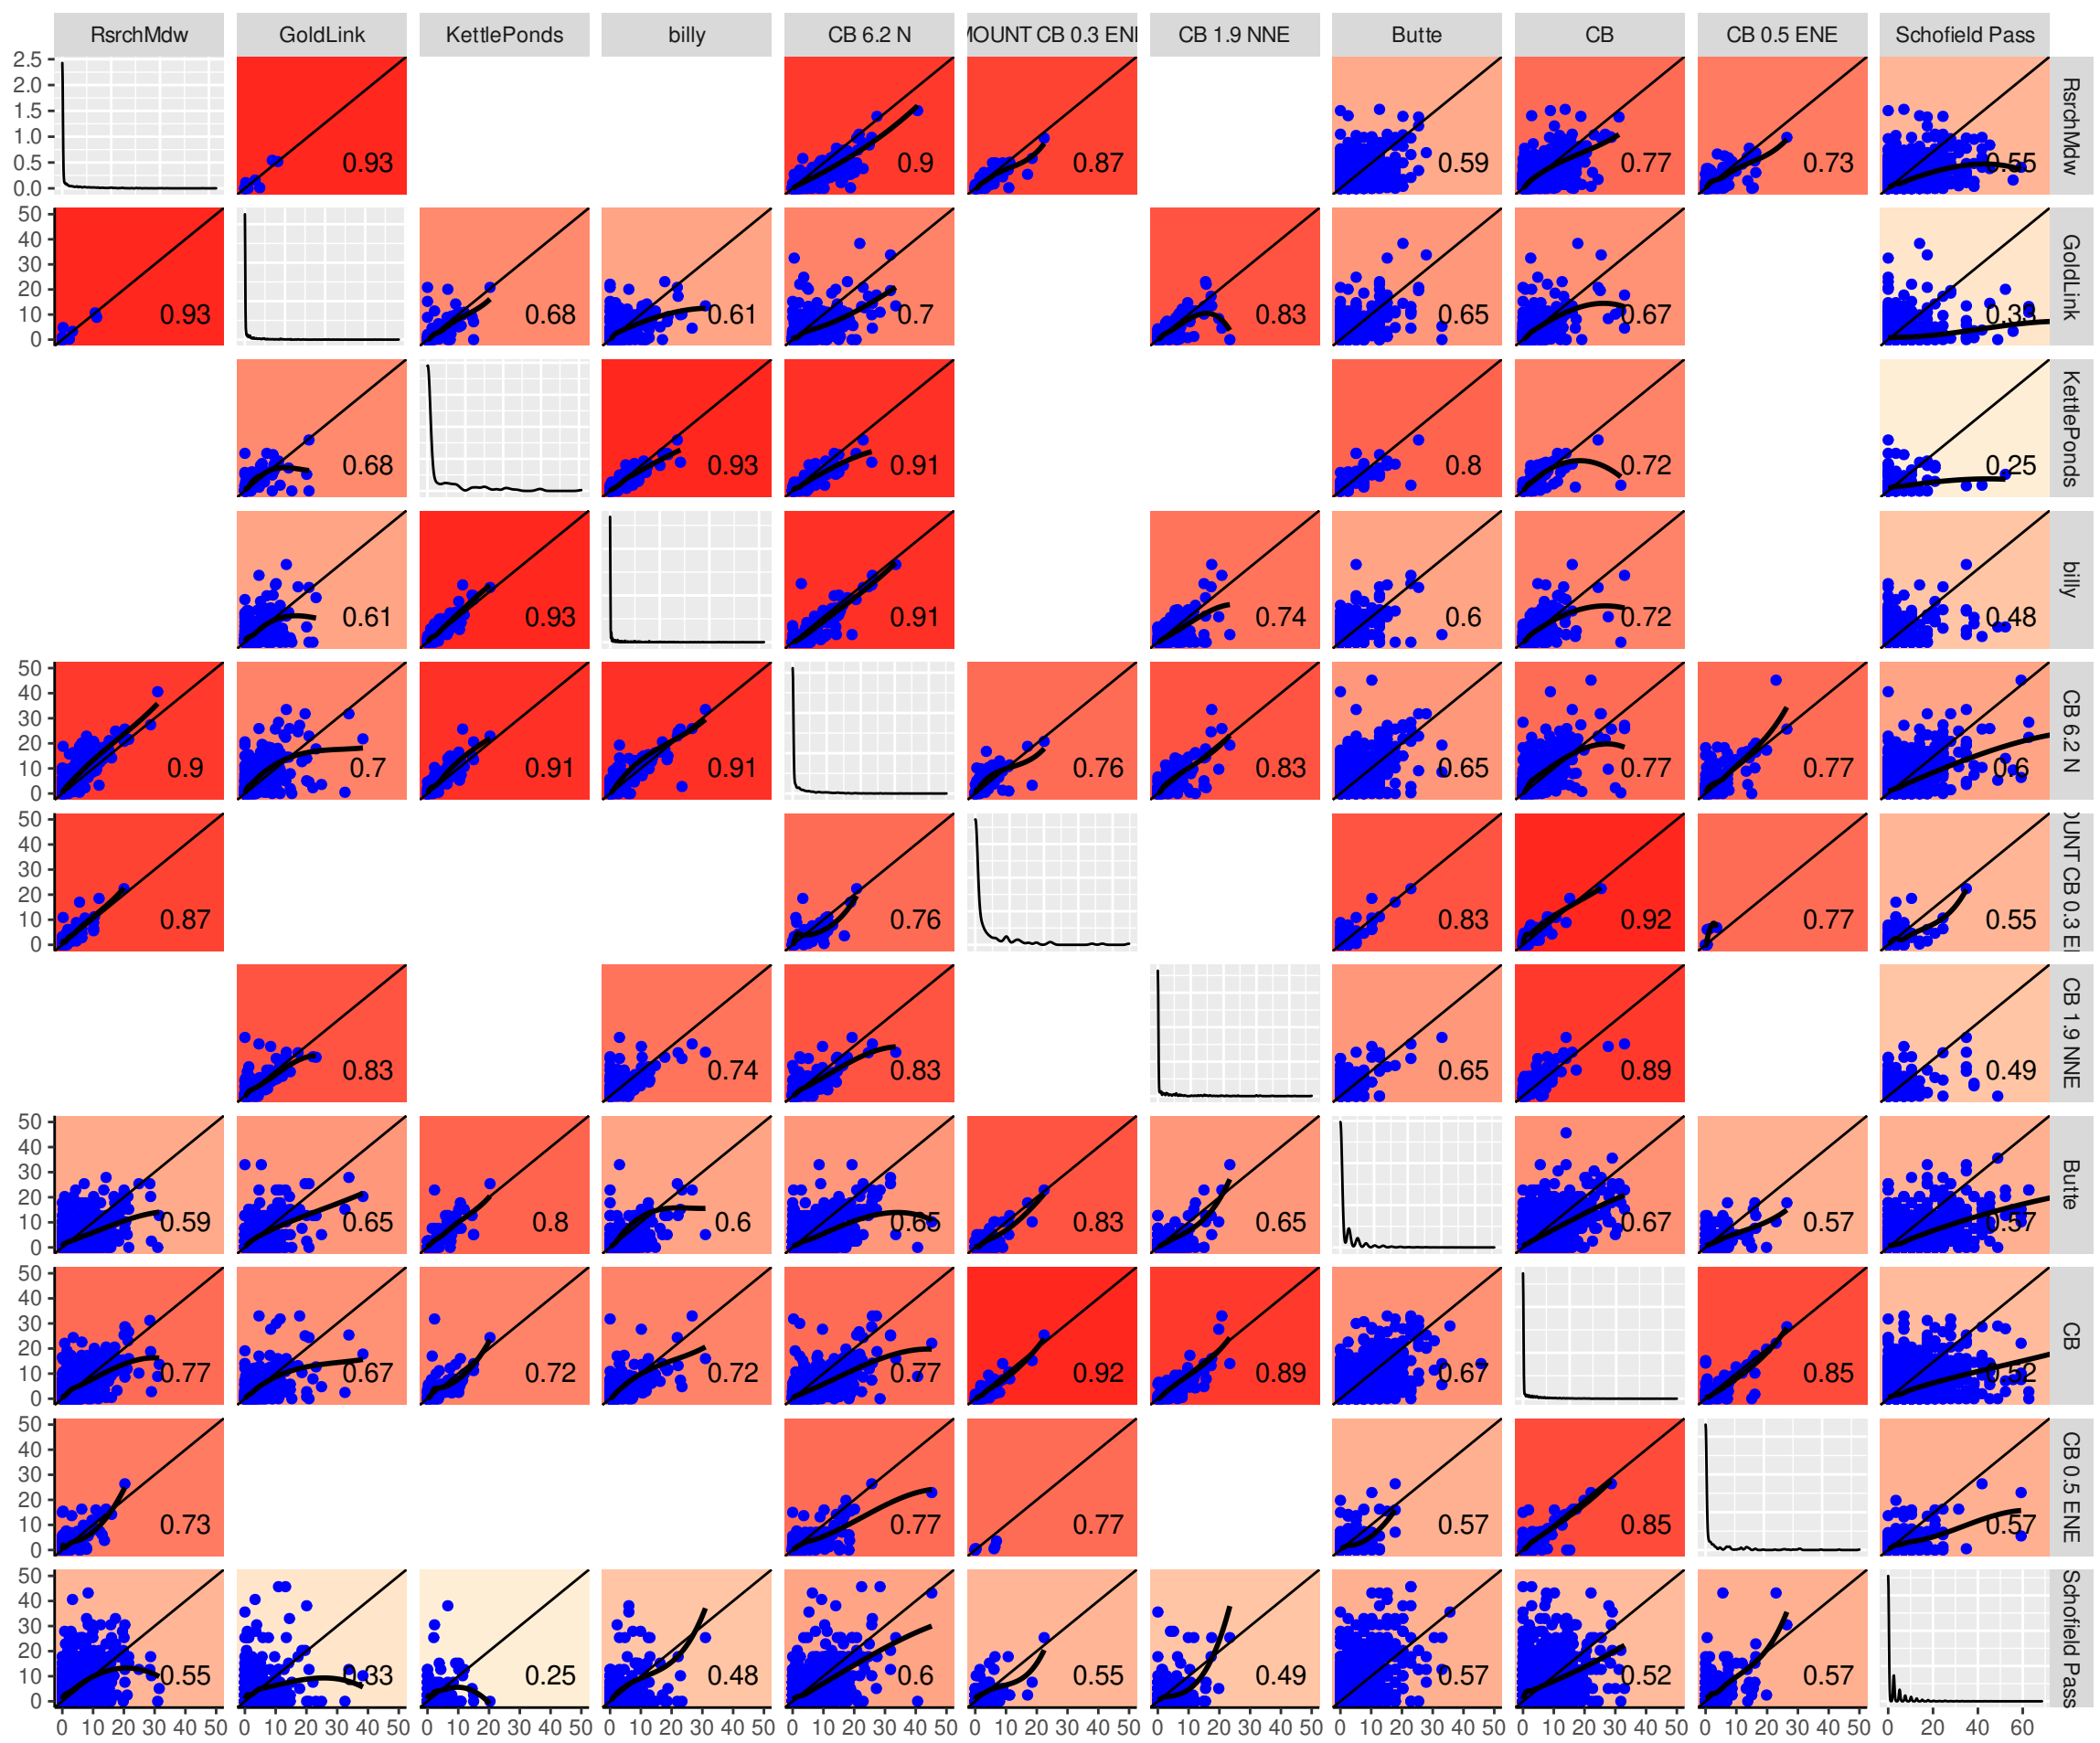 RsrchMdw GoldLink KettlePonds billy CB 6.2 N MOUNT CB 0.3 ENE CB 1.9 NNE Butte CB CB 0.5 ENE Schofield Pass
2.5
2.0
1.5
1.0
0.5
0.0
0.93 0.9 0.87 0.59 0.77 0.73 0.55
RsrchMdw
50
40
30
20
10
0
0.93 0.68 0.61 0.7 0.83 0.65 0.67 0.33
GoldLink
0.68 0.93 0.91 0.8 0.72 0.25
KettlePonds
0.61 0.93 0.91 0.74 0.6 0.72 0.48
billy
50
40
30
20
10
0
0.9 0.7 0.91 0.91 0.76 0.83 0.65 0.77 0.77 0.6
CB 6.2 N
50
40
30
20
10
0
0.87 0.76 0.83 0.92 0.77 0.55
OUNT CB 0.3 EI
0.83 0.74 0.83 0.65 0.89 0.49
CB 1.9 NNE
50
40
30
20
10
0
0.59 0.65 0.8 0.6 0.65 0.83 0.65 0.67 0.57 0.57
Butte
50
40
30
20
10
0
0.77 0.67 0.72 0.72 0.77 0.92 0.89 0.67 0.85 0.52
CB
50
40
30
20
10
0
0.73 0.77 0.77 0.57 0.85 0.57
CB 0.5 ENE
50
40
30
20
10
0
0.55 0.33 0.25 0.48 0.6 0.55 0.49 0.57 0.52 0.57
Schofield Pass
0 10 20 30 40 50 0 10 20 30 40 50 0 10 20 30 40 50 0 10 20 30 40 50 0 10 20 30 40 50 0 10 20 30 40 50 0 10 20 30 40 50 0 10 20 30 40 50 0 10 20 30 40 50 0 10 20 30 40 50 0 20 40 60